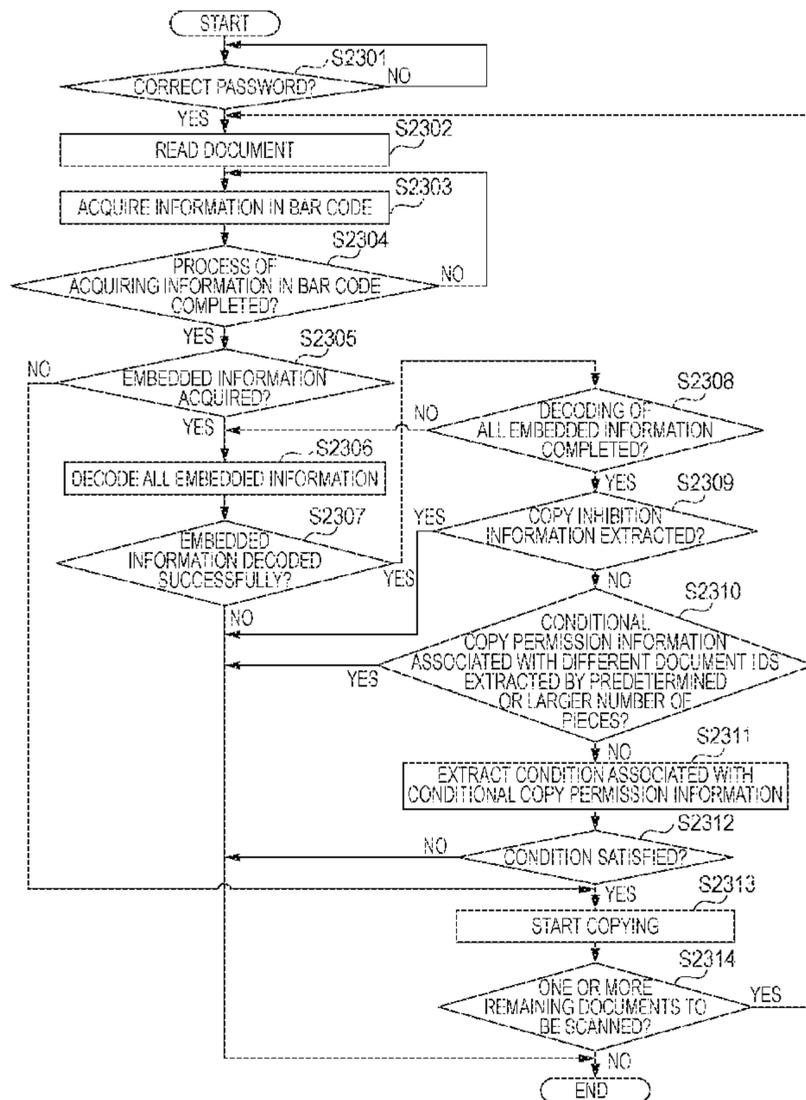 START
S2301
CORRECT PASSWORD?
NO
YES
S2302
READ DOCUMENT
S2303
ACQUIRE INFORMATION IN BAR CODE
S2304
PROCESS OF
ACQUIRING INFORMATION IN BAR CODE
COMPLETED?
NO
YES
S2305
NO
EMBEDDED INFORMATION
ACQUIRED?
YES
S2306
DECODE ALL EMBEDDED INFORMATION
S2307
EMBEDDED
INFORMATION DECODED
SUCCESSFULLY?
YES
NO
S2308
NO
DECODING OF
ALL EMBEDDED INFORMATION
COMPLETED?
YES
S2309
YES
COPY INHIBITION
INFORMATION EXTRACTED?
NO
S2310
CONDITIONAL
COPY PERMISSION INFORMATION
ASSOCIATED WITH DIFFERENT DOCUMENT IDS
EXTRACTED BY PREDETERMINED
OR LARGER NUMBER OF
PIECES?
YES
NO
S2311
EXTRACT CONDITION ASSOCIATED WITH
CONDITIONAL COPY PERMISSION INFORMATION
S2312
NO
CONDITION SATISFIED?
YES
S2313
START COPYING
S2314
ONE OR MORE
REMAINING DOCUMENTS TO
BE SCANNED?
YES
NO
END